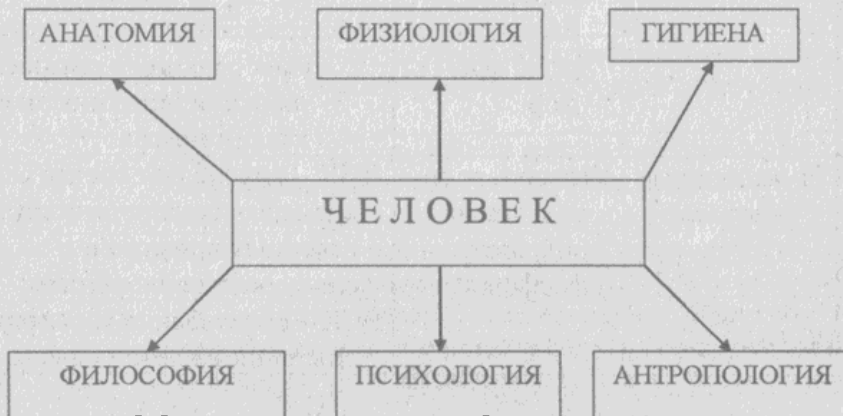 АНАТОМИЯ
ФИЗИОЛОГИЯ
ГИГИЕНА
ЧЕЛОВЕК
ФИЛОСОФИЯ
ПСИХОЛОГИЯ
АНТРОПОЛОГИЯ